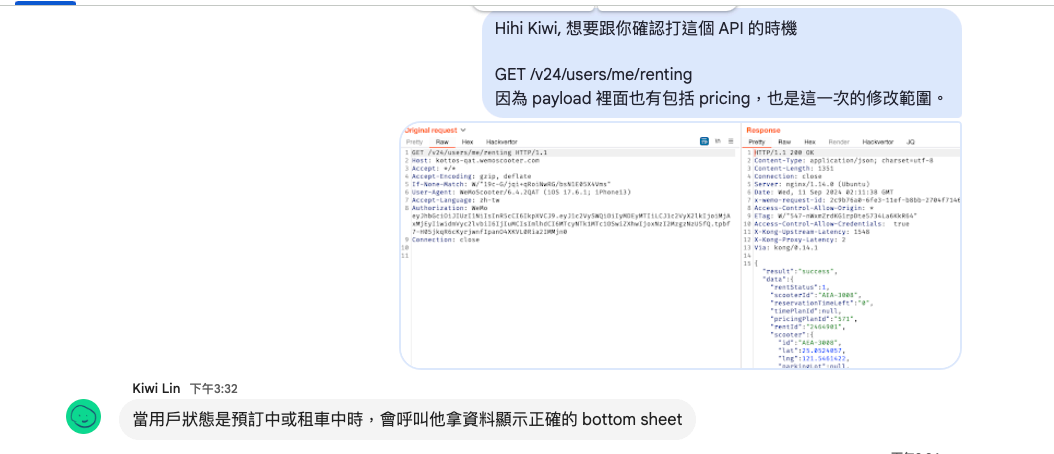 Hihi Kiwi, 想要跟你確認打這個 API 的時機
GET /v24/users/me/renting
因為 payload 裡面也有包括 pricing，也是這一次的修改範圍。
Original request
Pretty Raw Hex Hackvertor
1 GET /v24/users/me/renting HTTP/1.1
2 Host: kottos-qat.wemoscooter.com
3 Accept: */*
4 Accept-Encoding: gzip, deflate
5 If-None-Match:
6 User-Agent: WeMoScooter/6.4.2QAT (iOS 17.6.1; iPhone13)
7 Accept-Language: zh-tw
8 Authorization: WeMo
9 Connection: close
10
11
Response
Pretty Raw Hex Render Hackvertor JQ
1 HTTP/1.1 200 OK
2 Content-Type: application/json; charset=utf-8
3 Content-Length: 1351
4 Connection: close
5 Server: nginx/1.14.0 (Ubuntu)
6 Date: Wed, 11 Sep 2024 02:11:38 GMT
7 x-wemo-request-id:
8 Access-Control-Allow-Origin: *
9 ETag:
10 Access-Control-Allow-Credentials: true
11 X-Kong-Upstream-Latency: 1548
12 X-Kong-Proxy-Latency: 2
13 Via: kong/0.14.1
14
15 {
"result":"success",
"data":{
"rentStatus":1,
"scooterId":"AEA-3008",
"reservationTimeLeft":"0",
"timePlanId":null,
"pricingPlanId":"571",
"rentId":"2464901",
"scooter":{
"id":"AEA-3008",
"lat":25.0524057,
"lng":121.5461422,
"parkingLot":null,
Kiwi Lin 下午3:32
當用戶狀態是預訂中或租車中時，會呼叫他拿資料顯示正確的 bottom sheet